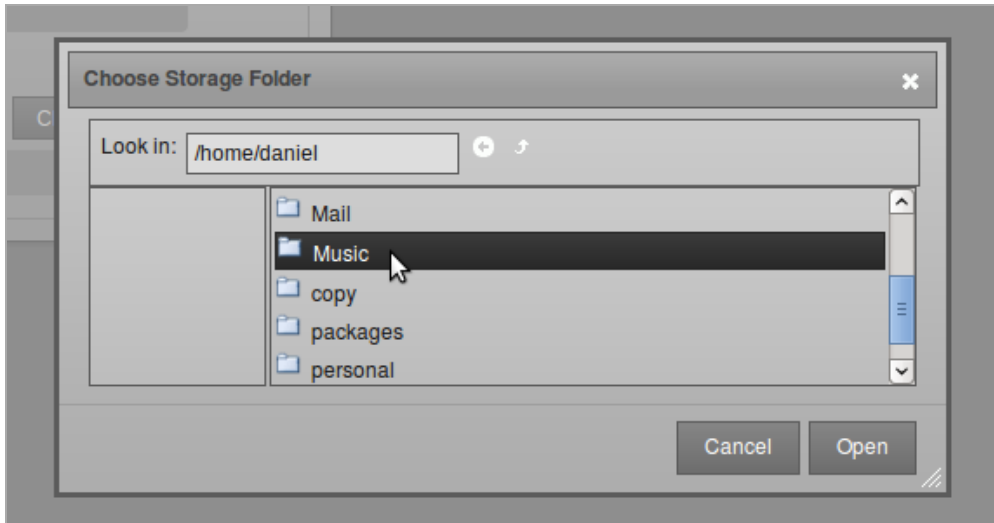 Choose Storage Folder
C
Look in: /home/daniel
Mail
Music
copy
packages
personal
Cancel Open